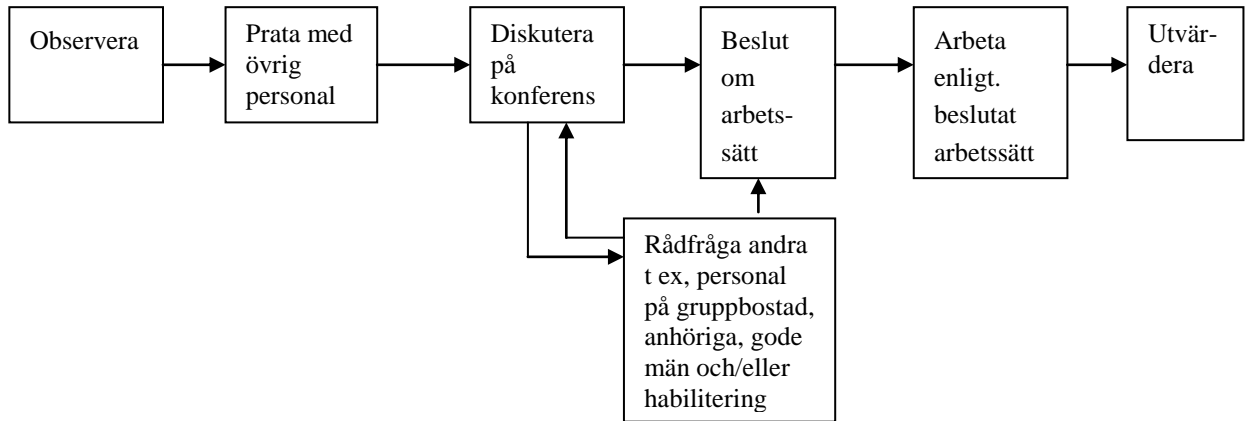 Observera
Prata med
övrig
personal
Diskutera
på
konferens
Beslut
om
arbets-
sätt
Arbeta
enligt.
beslutat
arbetssätt
Utvär-
dera
Rådfråga andra
t ex, personal
på gruppbostad,
anhöriga, gode
män och/eller
habilitering